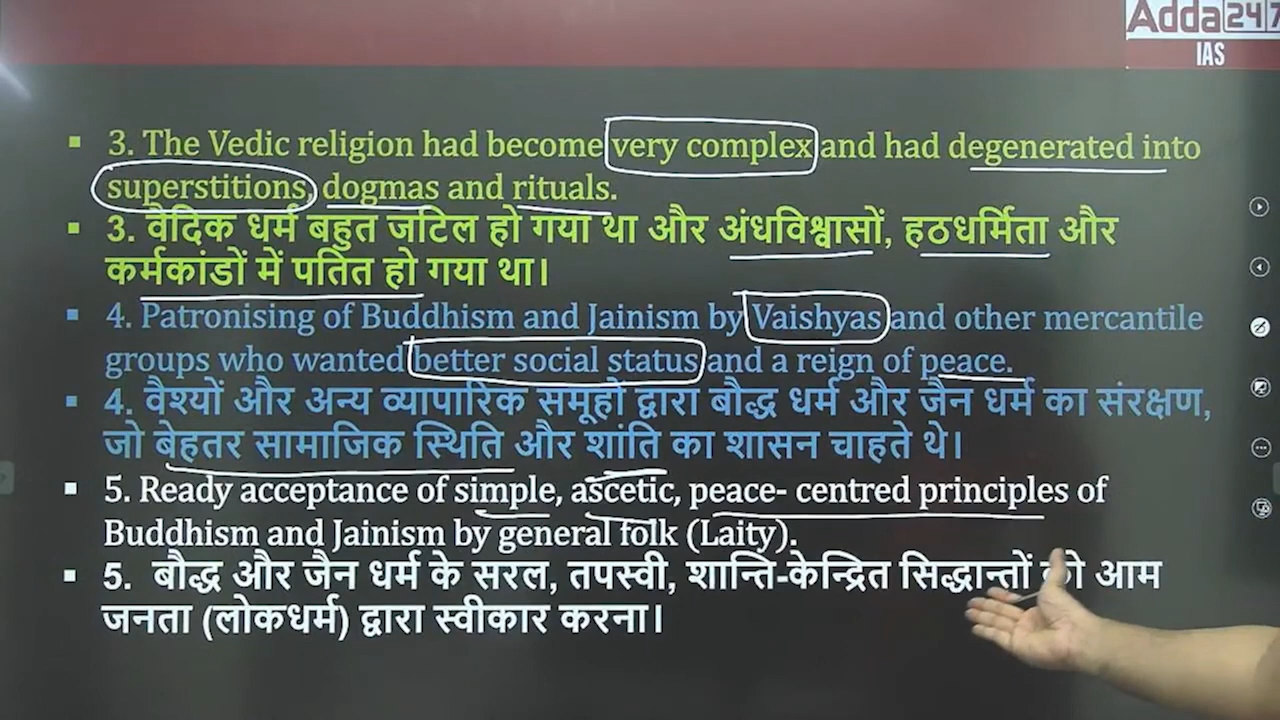 Adda247
IAS
3. The Vedic religion had become very complex and had degenerated into
superstitions, dogmas and rituals.
3. वैदिक धर्म बहुत जटिल हो गया था और अंधविश्वासों, हठधर्मिता और
कर्मकांडों में पतित हो गया था।
4. Patronising of Buddhism and Jainism by Vaishyas and other mercantile
groups who wanted better social status and a reign of peace.
4. वैश्यों और अन्य व्यापारिक समूहों द्वारा बौद्ध धर्म और जैन धर्म का संरक्षण,
जो बेहतर सामाजिक स्थिति और शांति का शासन चाहते थे।
5. Ready acceptance of simple, ascetic, peace- centred principles of
Buddhism and Jainism by general folk (Laity).
5. बौद्ध और जैन धर्म के सरल, तपस्वी, शान्ति-केन्द्रित सिद्धान्तों आम
जनता (लोकधर्म) द्वारा स्वीकार करना।